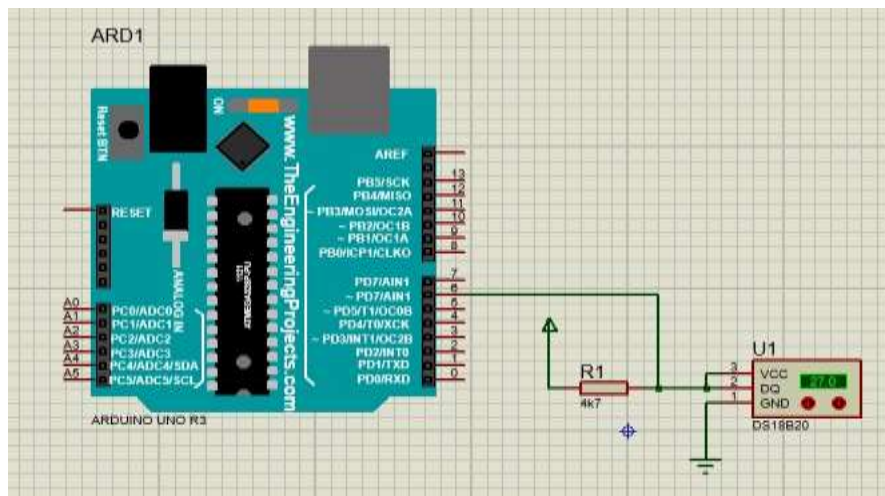 ARD1
Reset BTN
ON
www.TheEngineeringProjects.com
AREF
RESET
PB5/SCK
13
PB4/MISO
12
~ PB3/MOSI/OC2A
11
~ PB2/OC1B
10
~ PB1/OC1A
9
PB0/ICP1/CLKO
8
ANALOG IN
PD7/AIN1
7
~ PD7/AIN1
6
~ PD5/T1/OC0B
5
PD4/T0/XCK
4
~ PD3/INT1/OC2B
3
PD2/INT0
2
PD1/TXD
1
PD0/RXD
0
A0
PC0/ADC0
A1
PC1/ADC1
A2
PC2/ADC2
A3
PC3/ADC3
A4
PC4/ADC4/SDA
A5
PC5/ADC5/SCL
ARDUINO UNO R3
R1
4k7
U1
3
VCC
2
DQ
1
GND
27.0
DS18B20